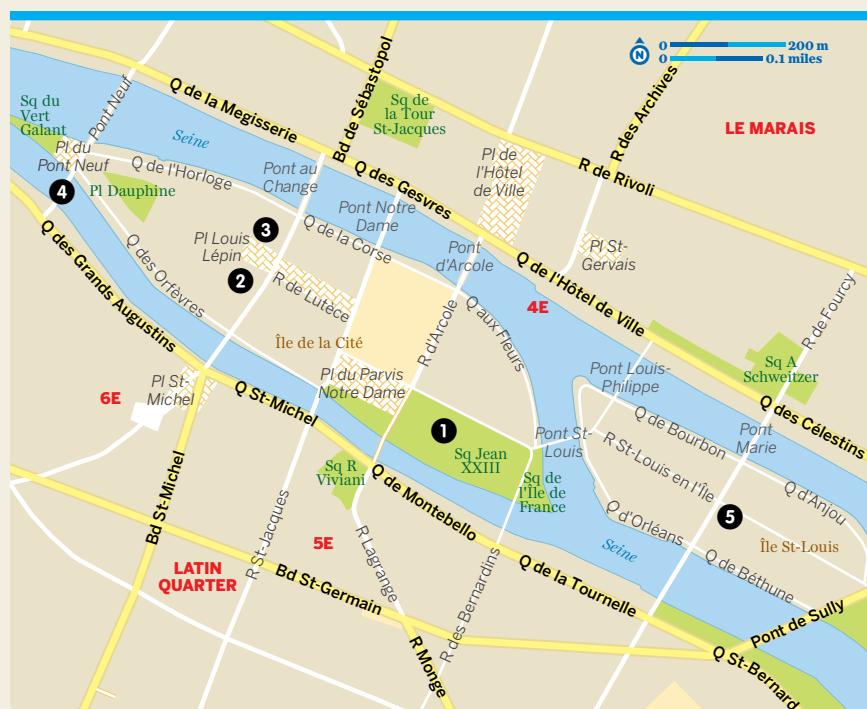 0 200 m
N
0 0.1 miles
Sq du
Vert
Galant
Pont Neuf
Q de la Megisserie
Seine
Bd de Sébastopol
Sq de
la Tour
St-Jacques
R des Archives
LE MARAIS
Pl de
l'Hôtel
de Ville
R de Rivoli
Pl du
Pont Neuf
Q de l'Horloge
Pont au
Change
Q des Gesvres
4
Pl Dauphine
Pont Notre
Dame
3
Pl Louis
Lépin
Q de la Corse
Pont
d'Arcole
Pl St-
Gervais
2
R de Lutèce
Q de l'Hôtel de Ville
Q des Grands Augustins
Q des Orfèvres
R de Fourcy
4E
Île de la Cité
R d'Arcole
Q aux Fleurs
Sq A
Schweitzer
Pont Louis-
Philippe
6E
Pl St-
Michel
Q St-Michel
Pl du Parvis
Notre Dame
Q des Célestins
1
Sq Jean
XXIII
Pont St-
Louis
Q de Bourbon
Pont
Marie
R St-Louis en l'Île
Sq R
Viviani
Q de Montebello
Sq de
l'Île de
France
Q d'Anjou
5
Q d'Orléans
Île St-Louis
Bd St-Michel
R St-Jacques
5E
R Lagrange
Seine
Q de Béthune
LATIN
QUARTER
Bd St-Germain
R des Bernardins
Q de la Tournelle
Pont de Sully
R Monge
Q St-Bernard